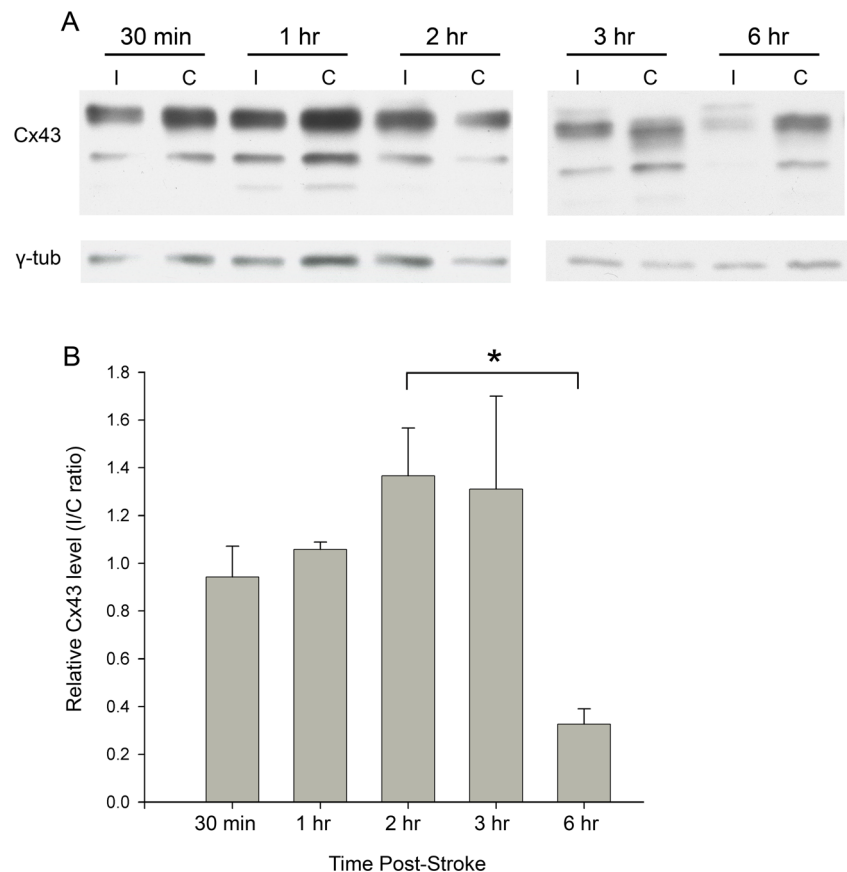 A
30 min 1 hr 2 hr 3 hr 6 hr
I C I C I C I C I C
Cx43
γ-tub
B
*
1.8
1.6
1.4
1.2
1.0
0.8
0.6
0.4
0.2
0.0
Relative Cx43 level (I/C ratio)
30 min 1 hr 2 hr 3 hr 6 hr
Time Post-Stroke